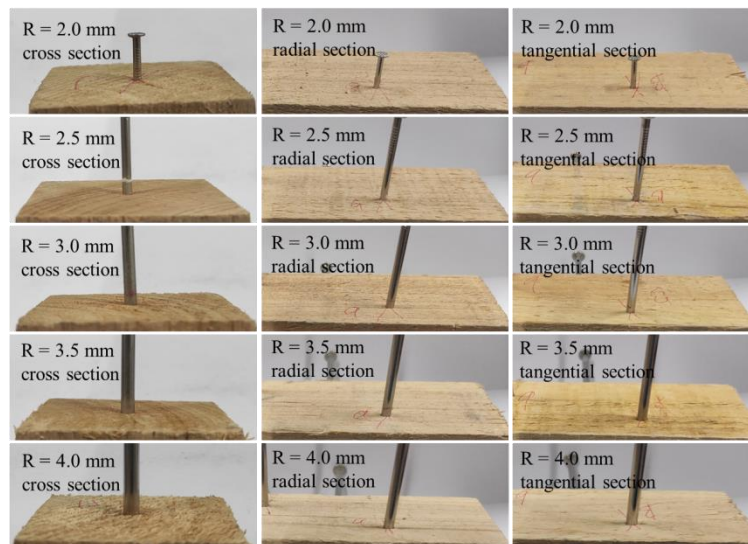 R = 2.0 mm
cross section
R = 2.0 mm
radial section
R = 2.0 mm
tangential section
R = 2.5 mm
cross section
R = 2.5 mm
radial section
R = 2.5 mm
tangential section
R = 3.0 mm
cross section
R = 3.0 mm
radial section
R = 3.0 mm
tangential section
R = 3.5 mm
cross section
R = 3.5 mm
radial section
R = 3.5 mm
tangential section
R = 4.0 mm
cross section
R = 4.0 mm
radial section
R = 4.0 mm
tangential section